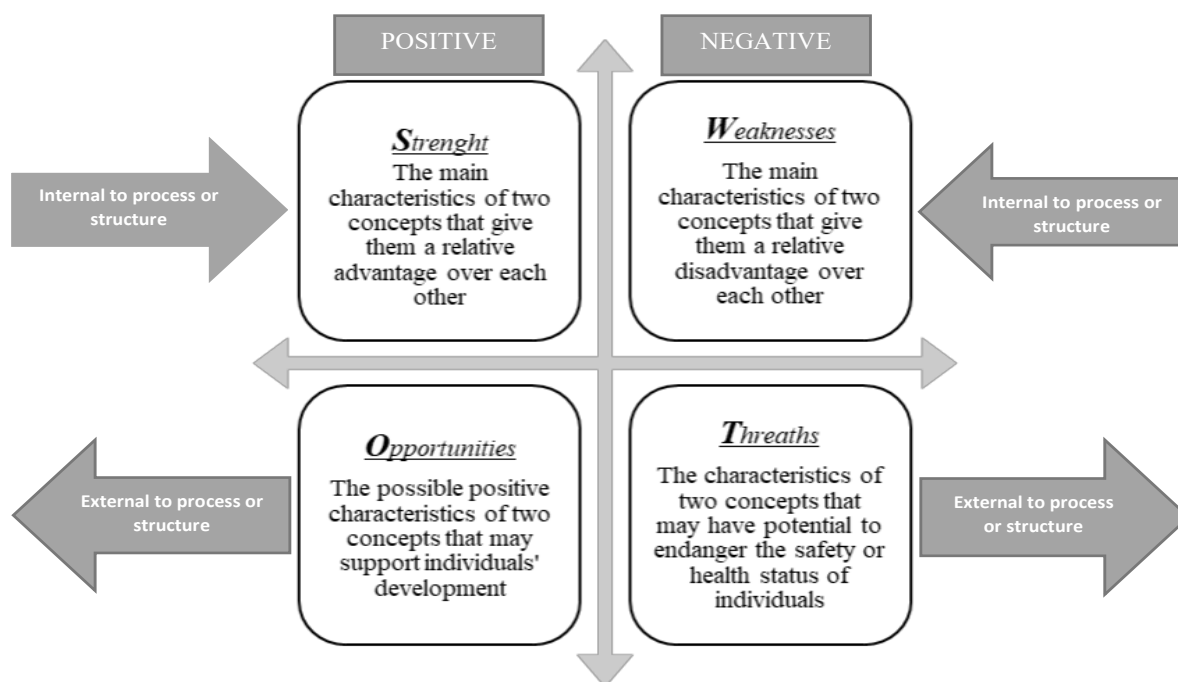 POSITIVE
NEGATIVE
Strenght
The main
characteristics of two
concepts that give
them a relative
advantage over each
other
Weaknesses
The main
characteristics of two
concepts that give
them a relative
disadvantage over
each other
Internal to process or
structure
Internal to process or
structure
Opportunities
The possible positive
characteristics of two
concepts that may
support individuals'
development
Threaths
The characteristics of
two concepts that
may have potential to
endanger the safety or
health status of
individuals
External to process or
structure
External to process
or structure